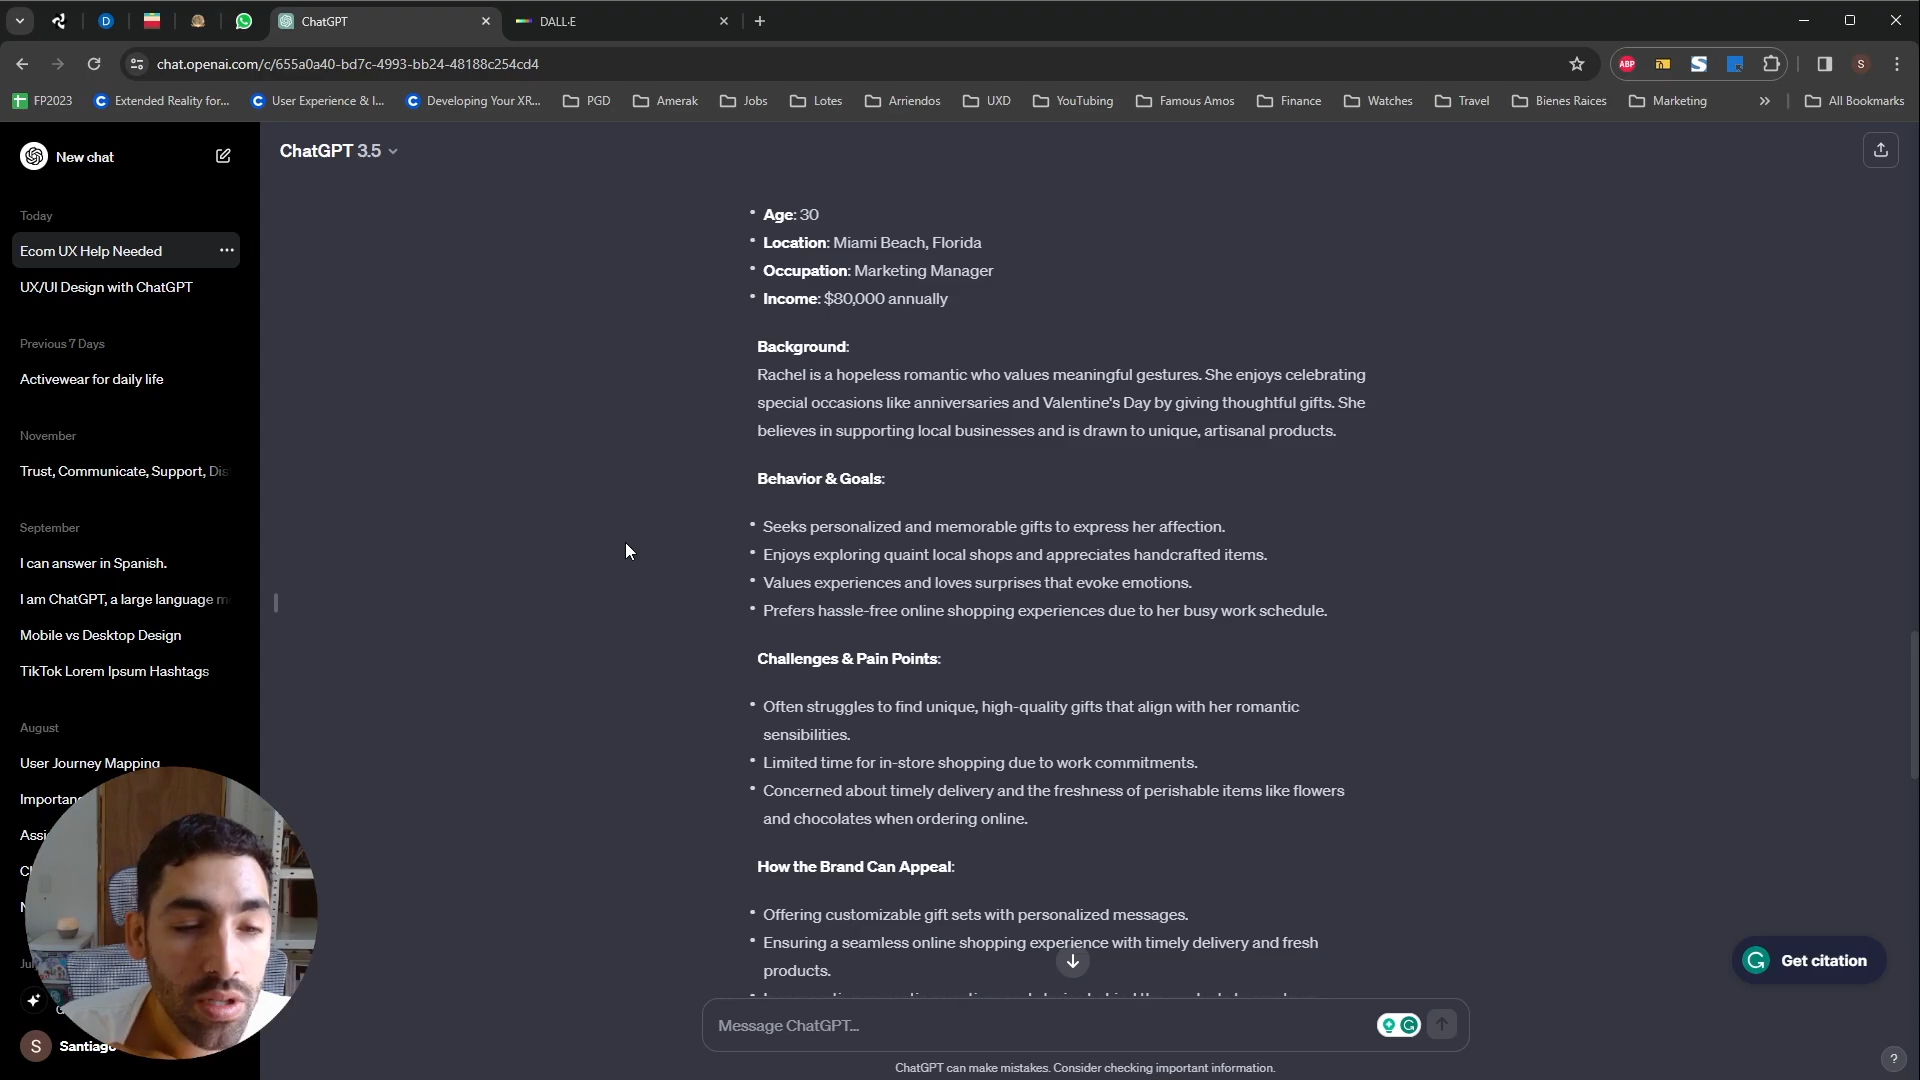 ChatGPT
DALL·E
chat.openai.com/c/655a0a40-bd7c-4993-bb24-48188c254cd4
ABP
S
FP2023
Extended Reality for...
User Experience & I...
Developing Your XR...
PGD
Amerak
Jobs
Lotes
Arriendos
UXD
YouTubing
Famous Amos
Finance
Watches
Travel
Bienes Raices
Marketing
All Bookmarks
New chat
Today
Ecom UX Help Needed
UX/UI Design with ChatGPT
Previous 7 Days
Activewear for daily life
November
Trust, Communicate, Support, Dis
September
I can answer in Spanish.
I am ChatGPT, a large language m
Mobile vs Desktop Design
TikTok Lorem Ipsum Hashtags
August
User Journey Mapping
S
Santiago
ChatGPT 3.5
• Age: 30
• Location: Miami Beach, Florida
• Occupation: Marketing Manager
• Income: $80,000 annually
Background:
Rachel is a hopeless romantic who values meaningful gestures. She enjoys celebrating
special occasions like anniversaries and Valentine's Day by giving thoughtful gifts. She
believes in supporting local businesses and is drawn to unique, artisanal products.
Behavior & Goals:
• Seeks personalized and memorable gifts to express her affection.
• Enjoys exploring quaint local shops and appreciates handcrafted items.
• Values experiences and loves surprises that evoke emotions.
• Prefers hassle-free online shopping experiences due to her busy work schedule.
Challenges & Pain Points:
• Often struggles to find unique, high-quality gifts that align with her romantic
sensibilities.
• Limited time for in-store shopping due to work commitments.
• Concerned about timely delivery and the freshness of perishable items like flowers
and chocolates when ordering online.
How the Brand Can Appeal:
• Offering customizable gift sets with personalized messages.
• Ensuring a seamless online shopping experience with timely delivery and fresh
products.
Get citation
Message ChatGPT...
ChatGPT can make mistakes. Consider checking important information.
?